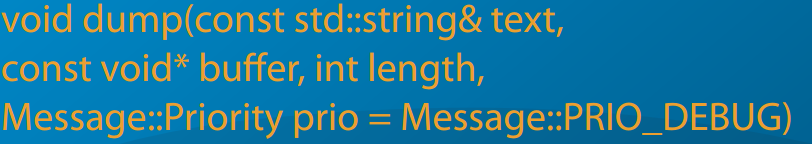 void dump(const std::string& text,
const void* buffer, int length,
Message::Priority prio = Message::PRIO_DEBUG)